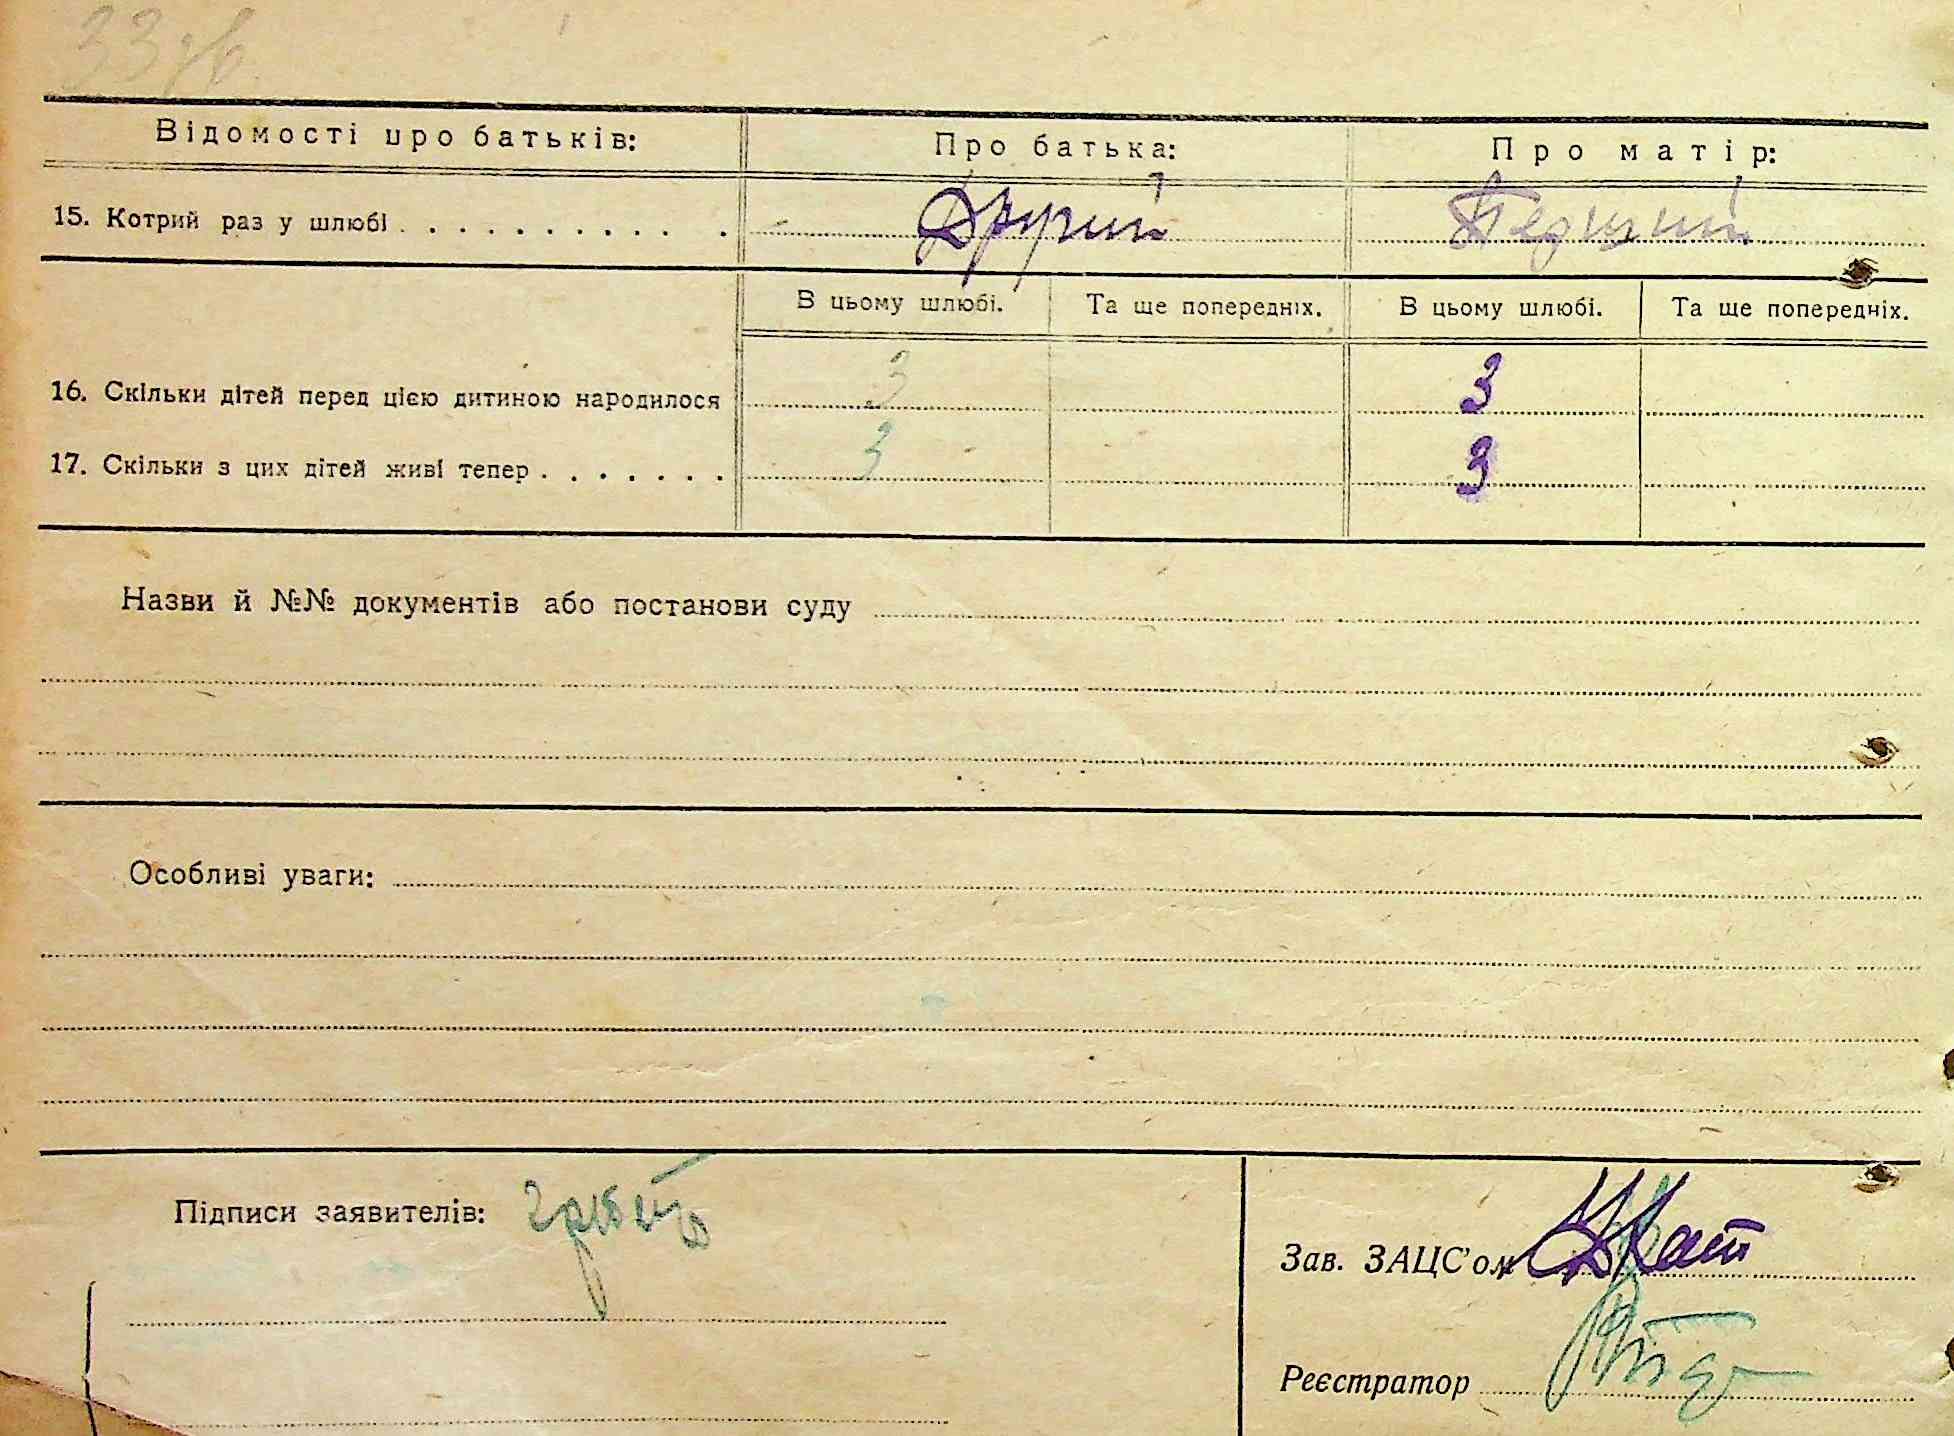 33 зв
Відомості про батьків: Про батька: Про матір:
15. Котрий раз у шлюбі . . . . . . . . . . . . Другий
В цьому шлюбі. Та ще попередніх. В цьому шлюбі. Та ще попередніх.
16. Скільки дітей перед цією дитиною народилося 3 3
17. Скільки з цих дітей живі тепер . . . . . . . 3 3
Назви й №№ документів або постанови суду
Особливі уваги:
Підписи заявителів:
Зав. ЗАЦС'ом
Реєстратор